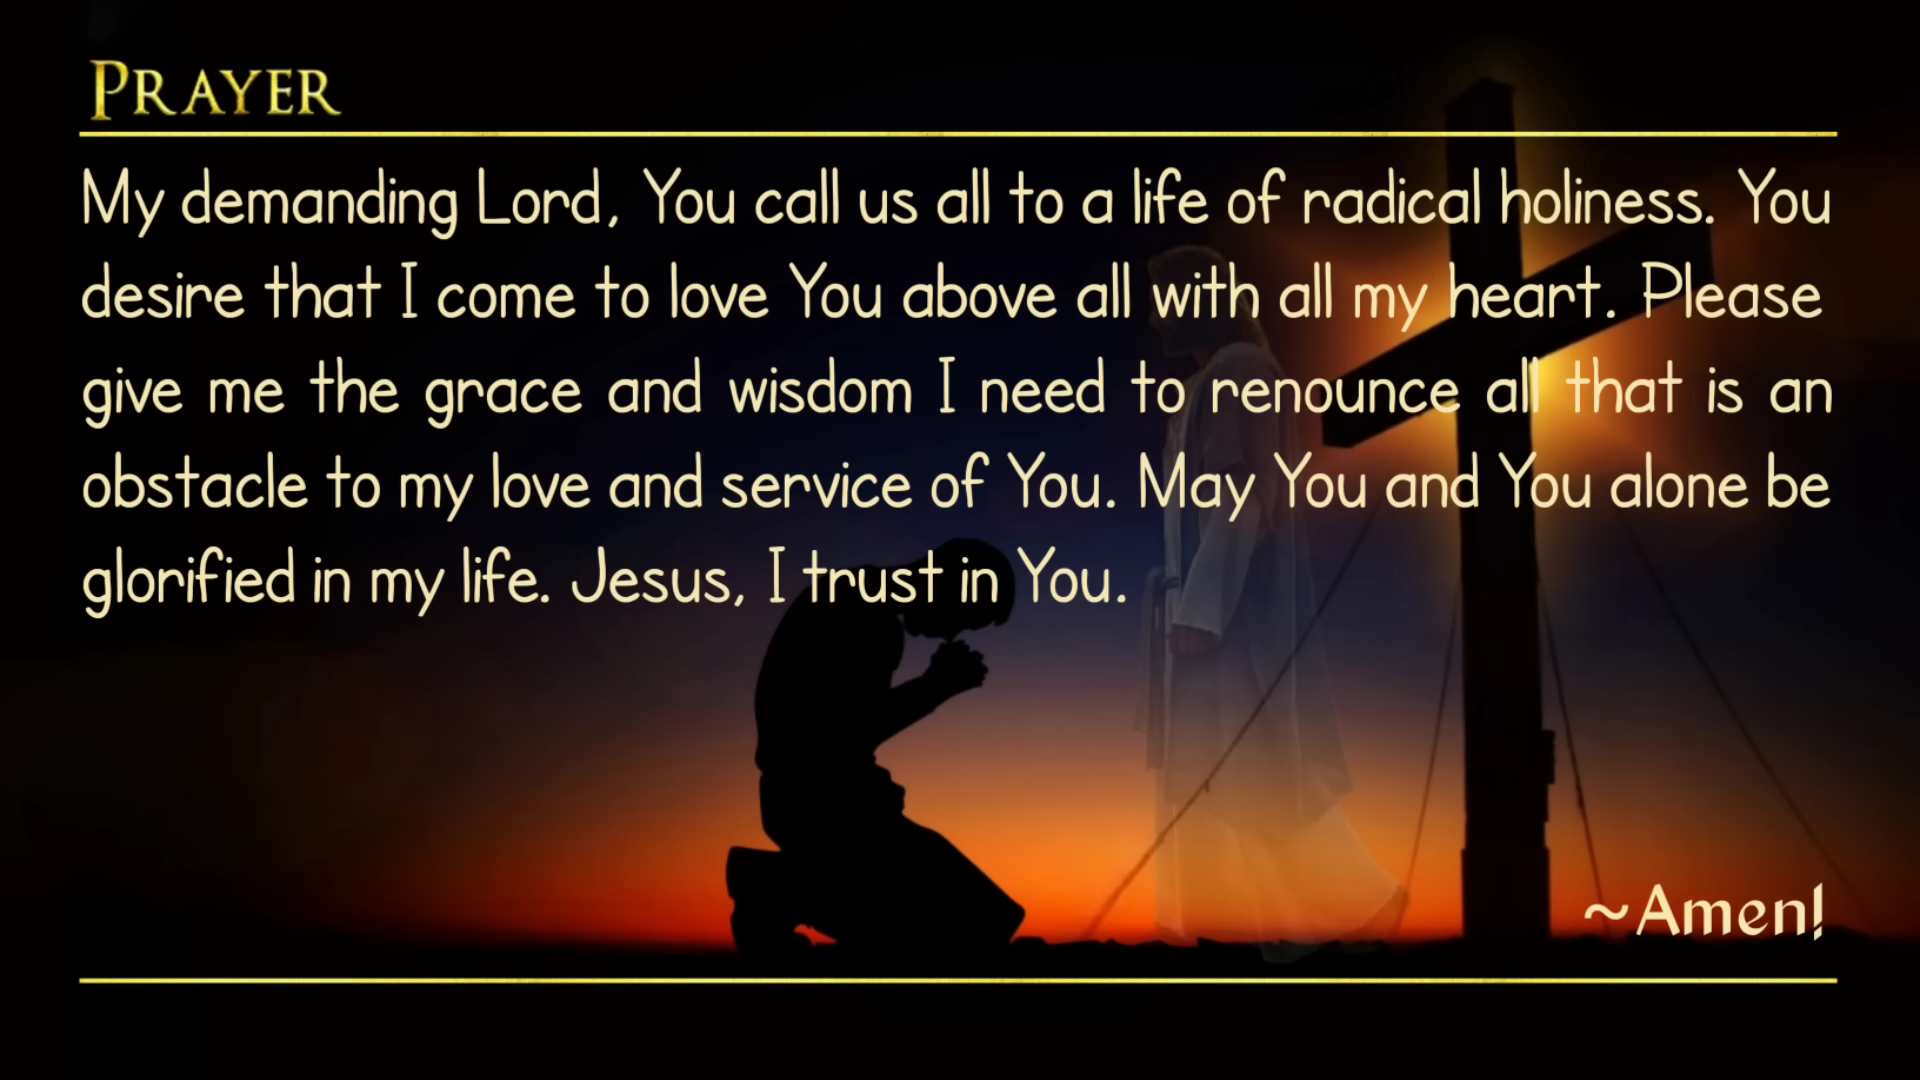 PRAYER
My demanding Lord, You call us all to a life of radical holiness. You
desire that I come to love You above all with all my heart. Please
give me the grace and wisdom I need to renounce all that is an
obstacle to my love and service of You. May You and You alone be
glorified in my life. Jesus, I trust in You.
~Amen!